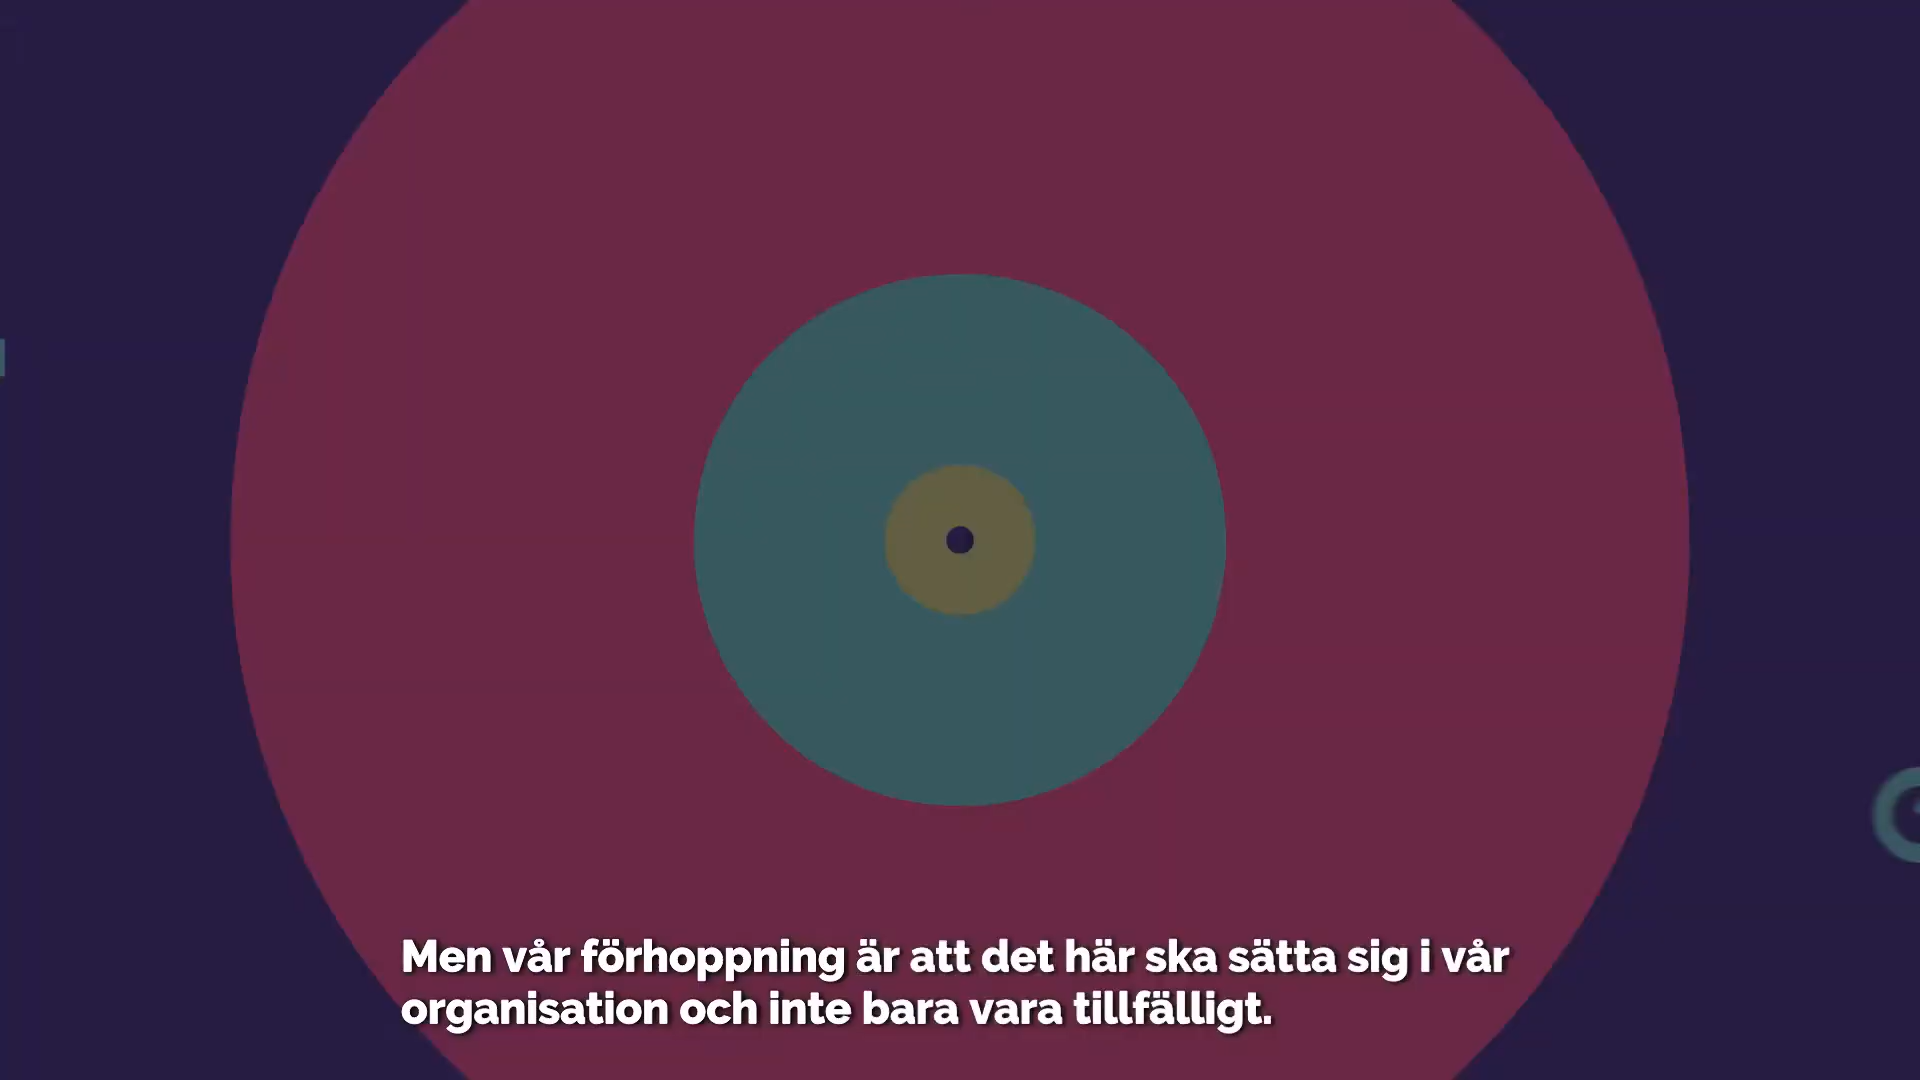 Men vår förhoppning är att det här ska sätta sig i vår
organisation och inte bara vara tillfälligt.